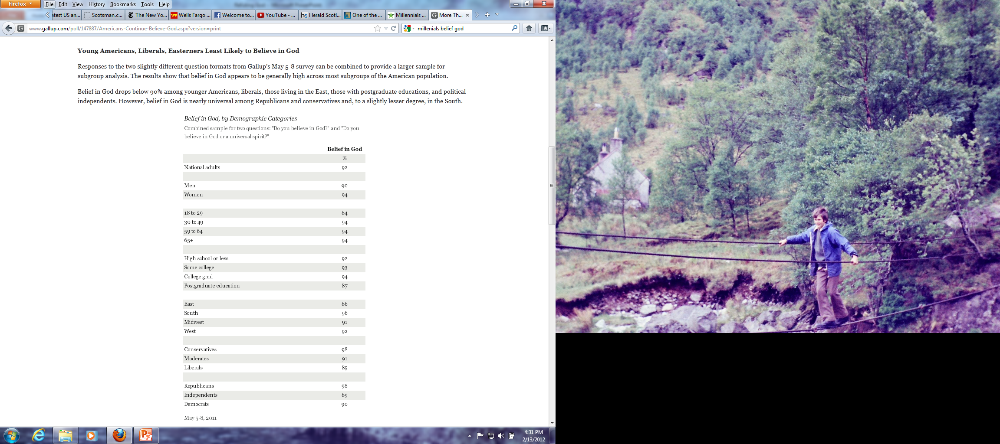 Firefox
File Edit View History Bookmarks Tools Help
atest US an... Scotsman.c... The New Yo... Wells Fargo ... Welcome to... YouTube - ... Herald Scotl... One of the ... Millennials ... More Th...
www.gallup.com/poll/147887/Americans-Continue-Believe-God.aspx?version=print
millenials belief god
Young Americans, Liberals, Easterners Least Likely to Believe in God
Responses to the two slightly different question formats from Gallup's May 5-8 survey can be combined to provide a larger sample for
subgroup analysis. The results show that belief in God appears to be generally high across most subgroups of the American population.
Belief in God drops below 90% among younger Americans, liberals, those living in the East, those with postgraduate educations, and political
independents. However, belief in God is nearly universal among Republicans and conservatives and, to a slightly lesser degree, in the South.
Belief in God, by Demographic Categories
Combined sample for two questions: "Do you believe in God?" and "Do you
believe in God or a universal spirit?"
Belief in God
%
National adults 92
Men 90
Women 94
18 to 29 84
30 to 49 94
59 to 64 94
65+ 94
High school or less 92
Some college 93
College grad 94
Postgraduate education 87
East 86
South 96
Midwest 91
West 92
Conservatives 98
Moderates 91
Liberals 85
Republicans 98
Independents 89
Democrats 90
May 5-8, 2011
4:31 PM
2/13/2012